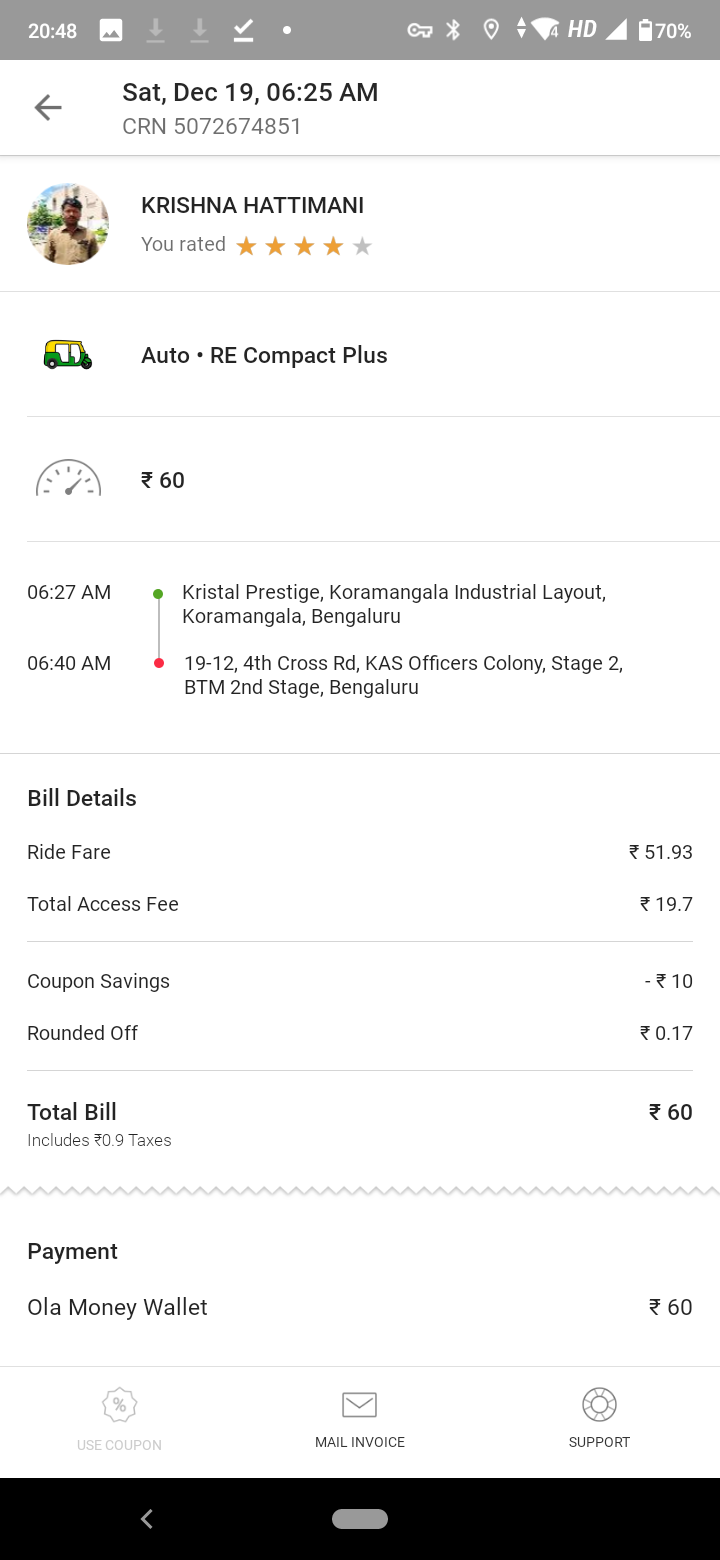 20:48 4 HD 70%
Sat, Dec 19, 06:25 AM
CRN 5072674851
KRISHNA HATTIMANI
You rated
Auto • RE Compact Plus
₹ 60
06:27 AM Kristal Prestige, Koramangala Industrial Layout,
Koramangala, Bengaluru
06:40 AM 19-12, 4th Cross Rd, KAS Officers Colony, Stage 2,
BTM 2nd Stage, Bengaluru
Bill Details
Ride Fare ₹ 51.93
Total Access Fee ₹ 19.7
Coupon Savings - ₹ 10
Rounded Off ₹ 0.17
Total Bill ₹ 60
Includes ₹0.9 Taxes
Payment
Ola Money Wallet ₹ 60
%
USE COUPON MAIL INVOICE SUPPORT